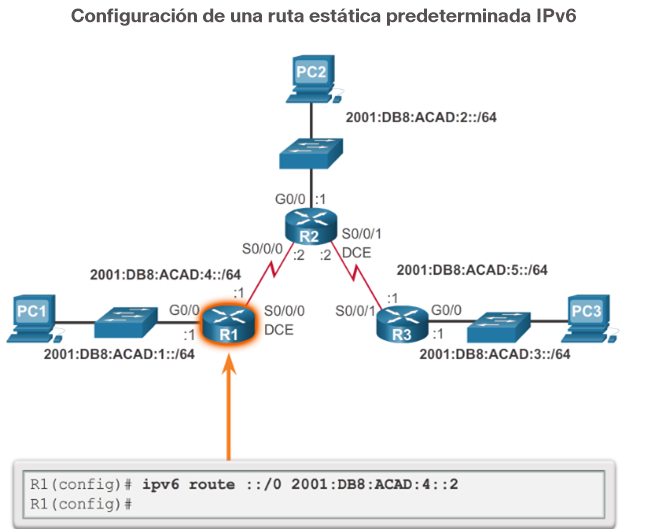 Configuración de una ruta estática predeterminada IPv6
PC2
2001:DB8:ACAD:2::/64
G0/0 :1
R2
S0/0/0 :2 :2 S0/0/1
DCE
2001:DB8:ACAD:4::/64
2001:DB8:ACAD:5::/64
PC1
G0/0 :1
:1
R1
S0/0/0
DCE
S0/0/1 :1
R3
G0/0
:1
PC3
2001:DB8:ACAD:1::/64
2001:DB8:ACAD:3::/64
R1(config)# ipv6 route ::/0 2001:DB8:ACAD:4::2
R1(config)#